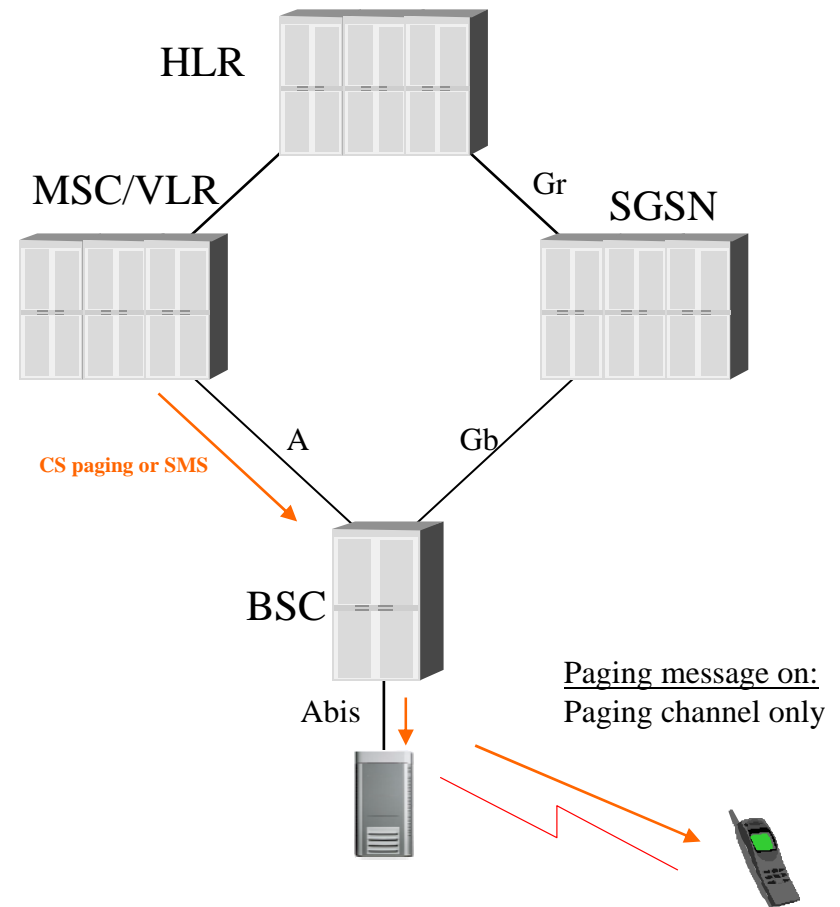 HLR
MSC/VLR
Gr
SGSN
A
Gb
CS paging or SMS
BSC
Paging message on:
Paging channel only
Abis